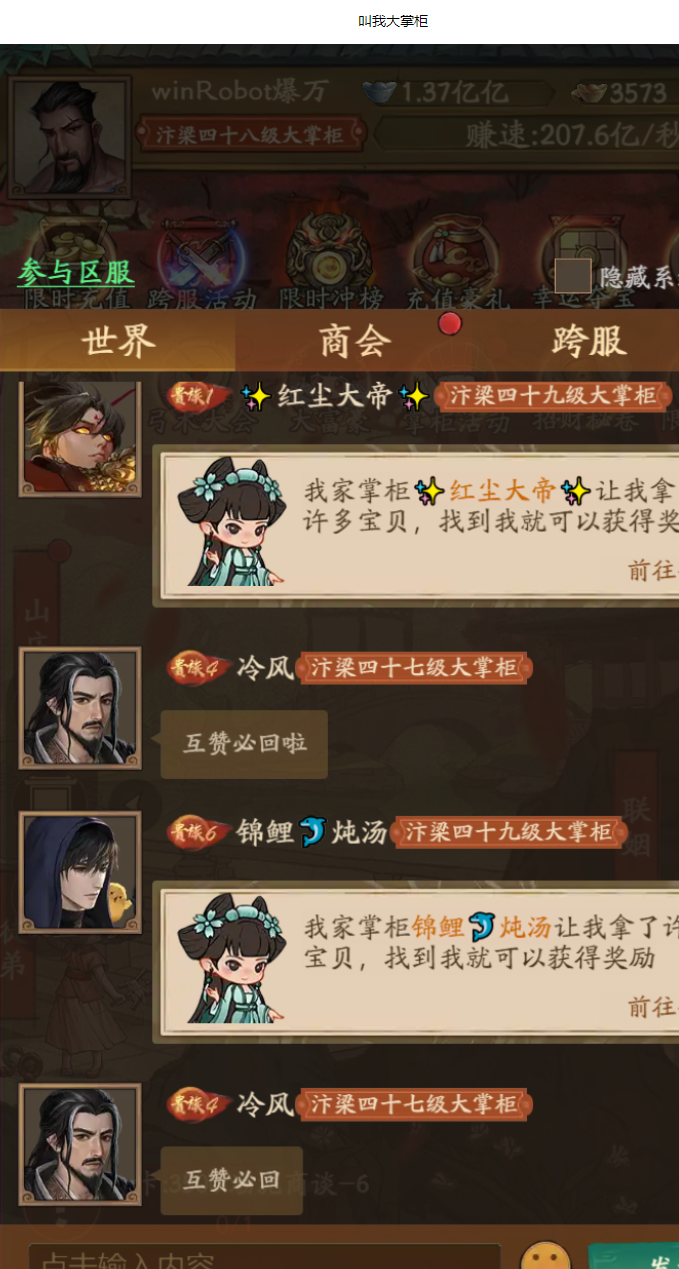 叫我大掌柜
winRobot爆万
1.37亿亿
3573
汴梁四十八级大掌柜
赚速:207.6亿/秒
参与区服
隐藏系
限时充值 跨服活动 限时冲榜 充值豪礼 幸运夺宝
世界 商会 跨服
贵族1 ✨红尘大帝✨ 汴梁四十九级大掌柜
我家掌柜✨红尘大帝✨让我拿
许多宝贝，找到我就可以获得奖
前往
贵族4 冷风 汴梁四十七级大掌柜
互赞必回啦
贵族6 锦鲤🐬炖汤 汴梁四十九级大掌柜
联姻
我家掌柜锦鲤🐬炖汤让我拿了许
宝贝，找到我就可以获得奖励
前往
贵族4 冷风 汴梁四十七级大掌柜
互赞必回
点击输入内容
发